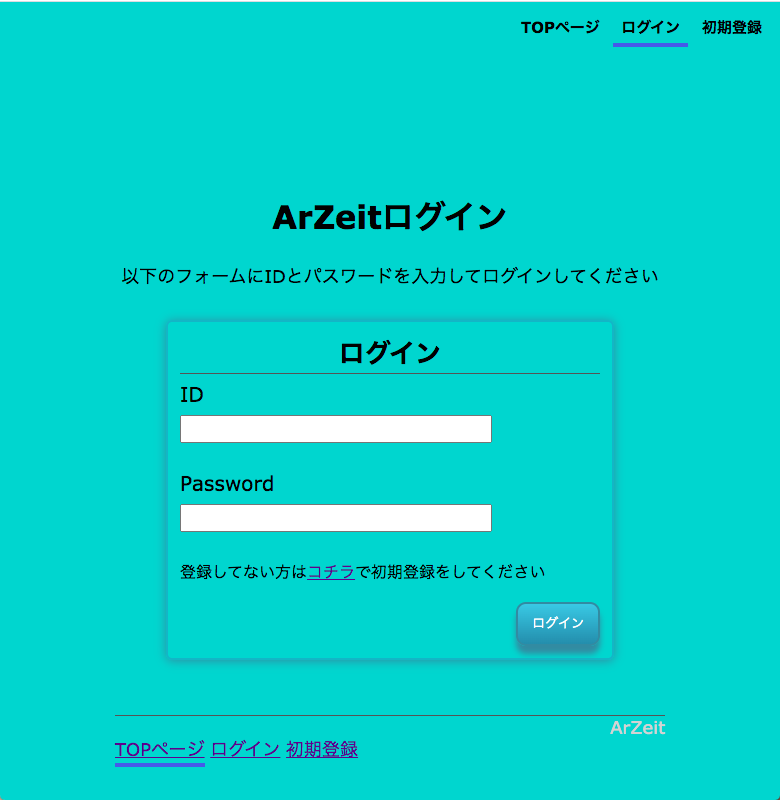 TOPページ ログイン 初期登録
ArZeitログイン
以下のフォームにIDとパスワードを入力してログインしてください
ログイン
ID
Password
登録してない方はコチラで初期登録をしてください
ログイン
ArZeit
TOPページ ログイン 初期登録